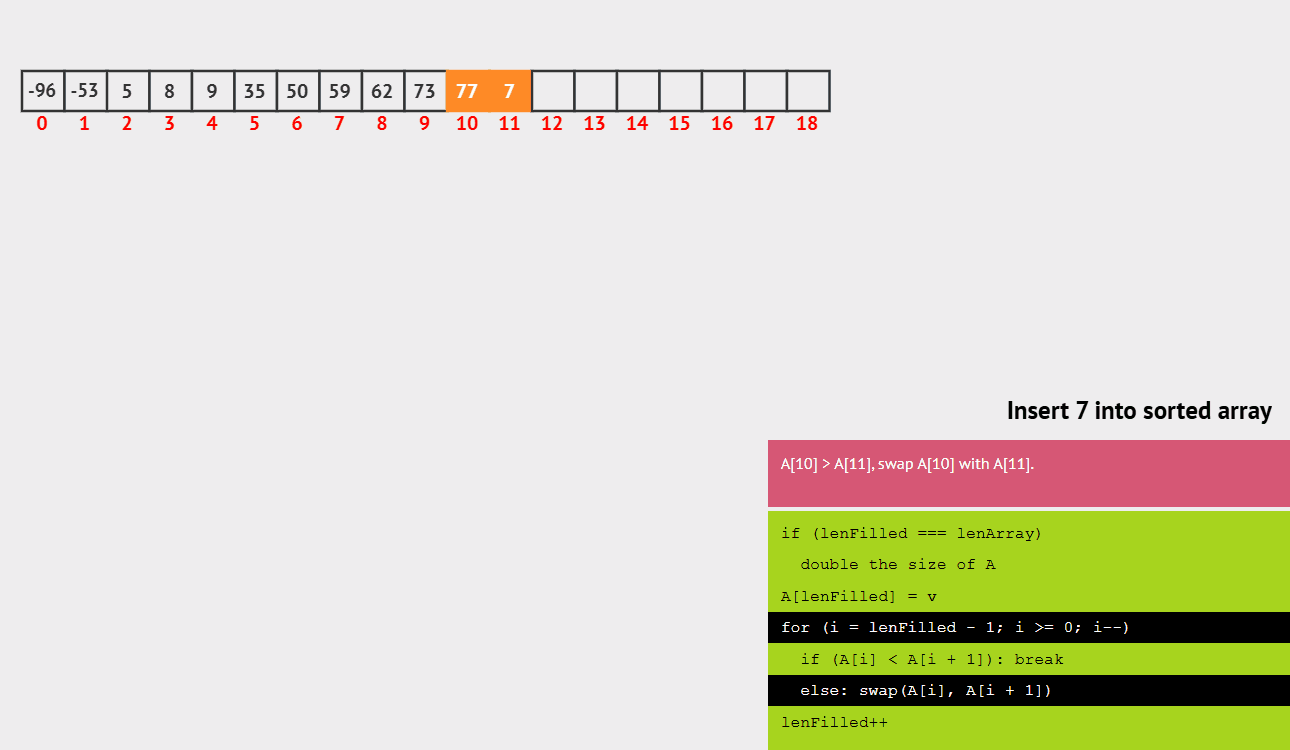 -96 -53 5 8 9 35 50 59 62 73 77 7
0 1 2 3 4 5 6 7 8 9 10 11 12 13 14 15 16 17 18
Insert 7 into sorted array
A[10] > A[11], swap A[10] with A[11].
if (lenFilled === lenArray)
  double the size of A
A[lenFilled] = v
for (i = lenFilled - 1; i >= 0; i--)
  if (A[i] < A[i + 1]): break
  else: swap(A[i], A[i + 1])
lenFilled++